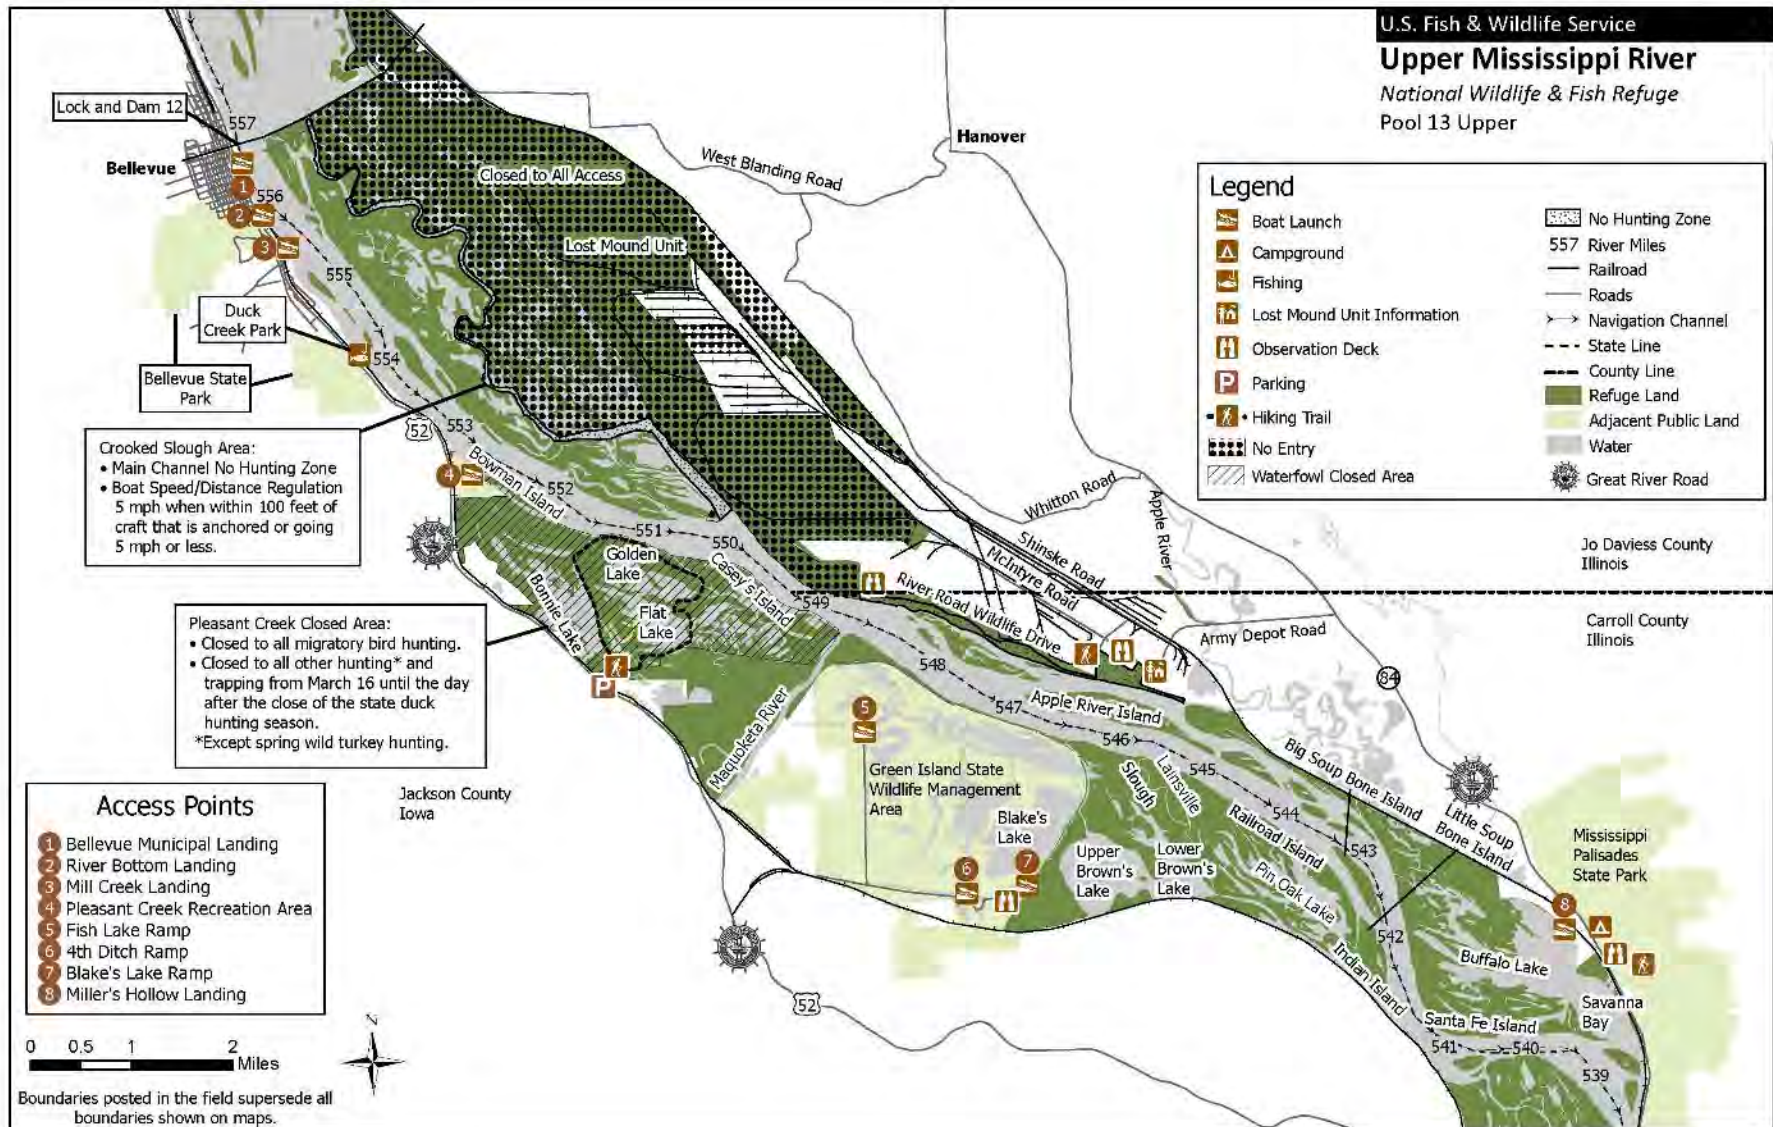 U.S. Fish & Wildlife Service
Upper Mississippi River
National Wildlife & Fish Refuge
Pool 13 Upper
Legend
Boat Launch
Campground
Fishing
Lost Mound Unit Information
Observation Deck
P
Parking
Hiking Trail
No Entry
Waterfowl Closed Area
No Hunting Zone
557
River Miles
Railroad
Roads
Navigation Channel
State Line
County Line
Refuge Land
Adjacent Public Land
Water
Great River Road
Lock and Dam 12
557
Bellevue
1
556
2
3
555
Duck
Creek Park
554
Bellevue State
Park
52
553
Crooked Slough Area:
• Main Channel No Hunting Zone
• Boat Speed/Distance Regulation
5 mph when within 100 feet of
craft that is anchored or going
5 mph or less.
4
Bowman Island
552
551
550
Closed to All Access
Lost Mound Unit
West Blanding Road
Hanover
Whitton Road
Apple River
Shinske Road
McIntyre Road
River Road Wildlife Drive
Army Depot Road
84
Jo Daviess County
Illinois
Carroll County
Illinois
Golden
Lake
Flat
Lake
Bonnie Lake
Casey's Island
549
P
Pleasant Creek Closed Area:
• Closed to all migratory bird hunting.
• Closed to all other hunting* and
trapping from March 16 until the day
after the close of the state duck
hunting season.
*Except spring wild turkey hunting.
Maquoketa River
548
547
Apple River Island
546
545
544
543
542
541
540
539
5
Green Island State
Wildlife Management
Area
Blake's
Lake
6
7
Upper
Brown's
Lake
Lower
Brown's
Lake
Lainsville
Slough
Railroad Island
Pin Oak Lake
Indian Island
Big Soup Bone Island
Little Soup
Bone Island
Mississippi
Palisades
State Park
8
Buffalo Lake
Savanna
Bay
Santa Fe Island
Jackson County
Iowa
52
Access Points
1 Bellevue Municipal Landing
2 River Bottom Landing
3 Mill Creek Landing
4 Pleasant Creek Recreation Area
5 Fish Lake Ramp
6 4th Ditch Ramp
7 Blake's Lake Ramp
8 Miller's Hollow Landing
0 0.5 1 2
Miles
Z
Boundaries posted in the field supersede all
boundaries shown on maps.